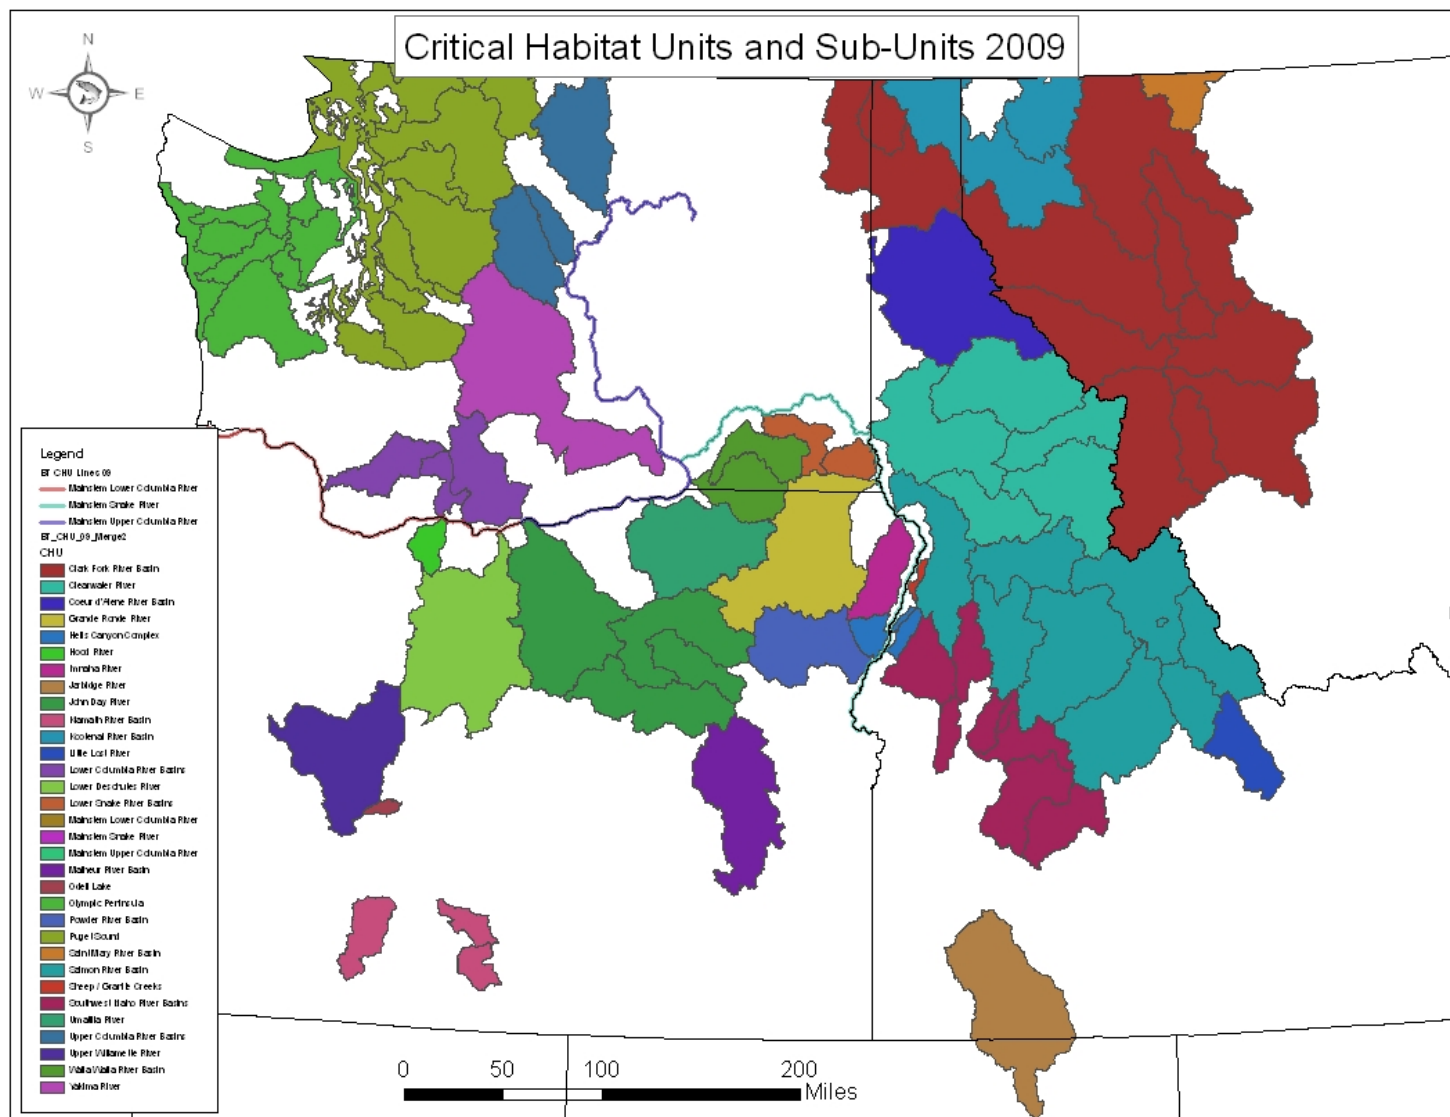 Critical Habitat Units and Sub-Units 2009
N
W
E
S
Legend
BT CHU Lines 09
Mainstem Lower Columbia River
Mainstem Snake River
Mainstem Upper Columbia River
BT_CHU_09_Merge2
CHU
Clark Fork River Basin
Clearwater River
Coeur d'Alene River Basin
Grande Ronde River
Hells Canyon Complex
Hood River
Imnaha River
Jarbidge River
John Day River
Klamath River Basin
Kootenai River Basin
Little Lost River
Lower Columbia River Basins
Lower Deschutes River
Lower Snake River Basins
Mainstem Lower Columbia River
Mainstem Snake River
Mainstem Upper Columbia River
Malheur River Basin
Odell Lake
Olympic Peninsula
Powder River Basin
Puget Sound
Saint Mary River Basin
Salmon River Basin
Sheep / Granite Creeks
Southwest Idaho River Basins
Umatilla River
Upper Columbia River Basins
Upper Willamette River
Walla Walla River Basin
Yakima River
0 50 100 200
Miles